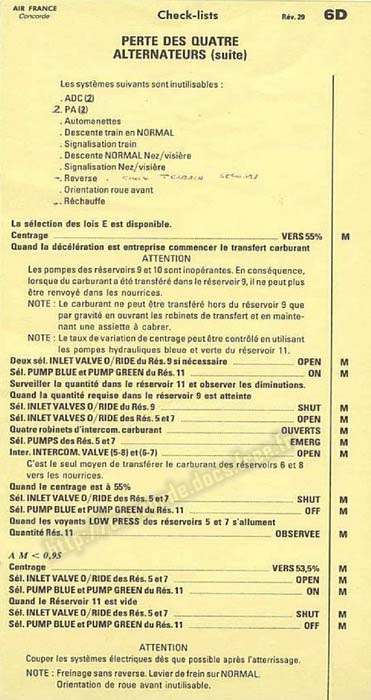 AIR FRANCE
Concorde
Check-lists
Rév. 29
6D
PERTE DES QUATRE
ALTERNATEURS (suite)
Les systèmes suivants sont inutilisables :
. ADC (2)
2. PA (2)
. Automanettes
. Descente train en NORMAL
. Signalisation train
. Descente NORMAL Nez/visière
. Signalisation Nez/visière
. Reverse
. Orientation roue avant
. Réchauffe
La sélection des lois E est disponible.
Centrage VERS 55% M
Quand la décélération est entreprise commencer le transfert carburant
ATTENTION
Les pompes des réservoirs 9 et 10 sont inopérantes. En conséquence,
lorsque du carburant a été transféré dans le réservoir 9, il ne peut plus
être renvoyé dans les nourrices.
NOTE : Le carburant ne peut être transféré hors du réservoir 9 que
par gravité en ouvrant les robinets de transfert et en mainte-
nant une assiette à cabrer.
NOTE : Le taux de variation de centrage peut être contrôlé en utilisant
les pompes hydrauliques bleue et verte du réservoir 11.
Deux sél. INLET VALVE O/RIDE du Rés. 9 si nécessaire OPEN M
Sél. PUMP BLUE et PUMP GREEN du Rés. 11 ON M
Surveiller la quantité dans le réservoir 11 et observer les diminutions.
Quand la quantité requise dans le réservoir 9 est atteinte
Sél. INLET VALVES O/RIDE du Rés. 9 SHUT M
Sél. INLET VALVES O/RIDE des Rés. 5 et 7 OPEN M
Quatre robinets d'intercom. carburant OUVERTS M
Sél. PUMPS des Rés. 5 et 7 EMERG M
Inter. INTERCOM. VALVE (5-8) et (6-7) OPEN M
C'est le seul moyen de transférer le carburant des réservoirs 6 et 8
vers les nourrices.
Quand le centrage est à 55%
Sél. INLET VALVE O/RIDE des Rés. 5 et 7 SHUT M
Sél. PUMP BLUE et PUMP GREEN du Rés. 11 OFF M
Quand les voyants LOW PRESS des réservoirs 5 et 7 s'allument
Quantité Rés. 11 OBSERVEE M
A M < 0,95
Centrage VERS 53,5% M
Sél. INLET VALVE O/RIDE des Rés. 5 et 7 OPEN M
Sél. PUMP BLUE et PUMP GREEN du Rés. 11 ON M
Quand le Réservoir 11 est vide
Sél. INLET VALVE O/RIDE des Rés. 5 et 7 SHUT M
Sél. PUMP BLUE et PUMP GREEN du Rés. 11 OFF M
ATTENTION
Couper les systèmes électriques dès que possible après l'atterrissage.
NOTE : Freinage sans reverse. Levier de frein sur NORMAL.
Orientation de roue avant inutilisable.